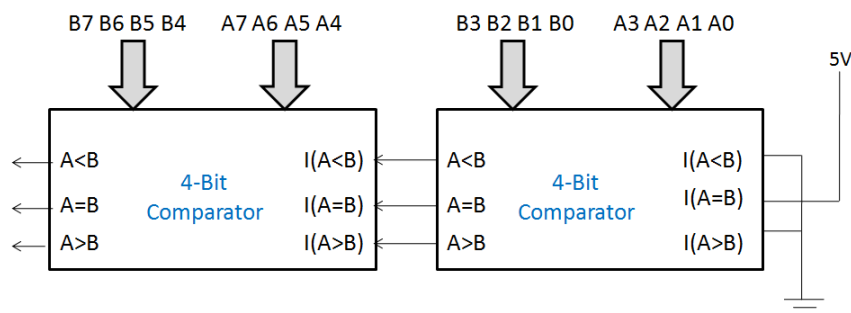 B7 B6 B5 B4 A7 A6 A5 A4 B3 B2 B1 B0 A3 A2 A1 A0
5V
A<B I(A<B) A<B I(A<B)
4-Bit 4-Bit
A=B I(A=B) A=B I(A=B)
Comparator Comparator
A>B I(A>B) A>B I(A>B)